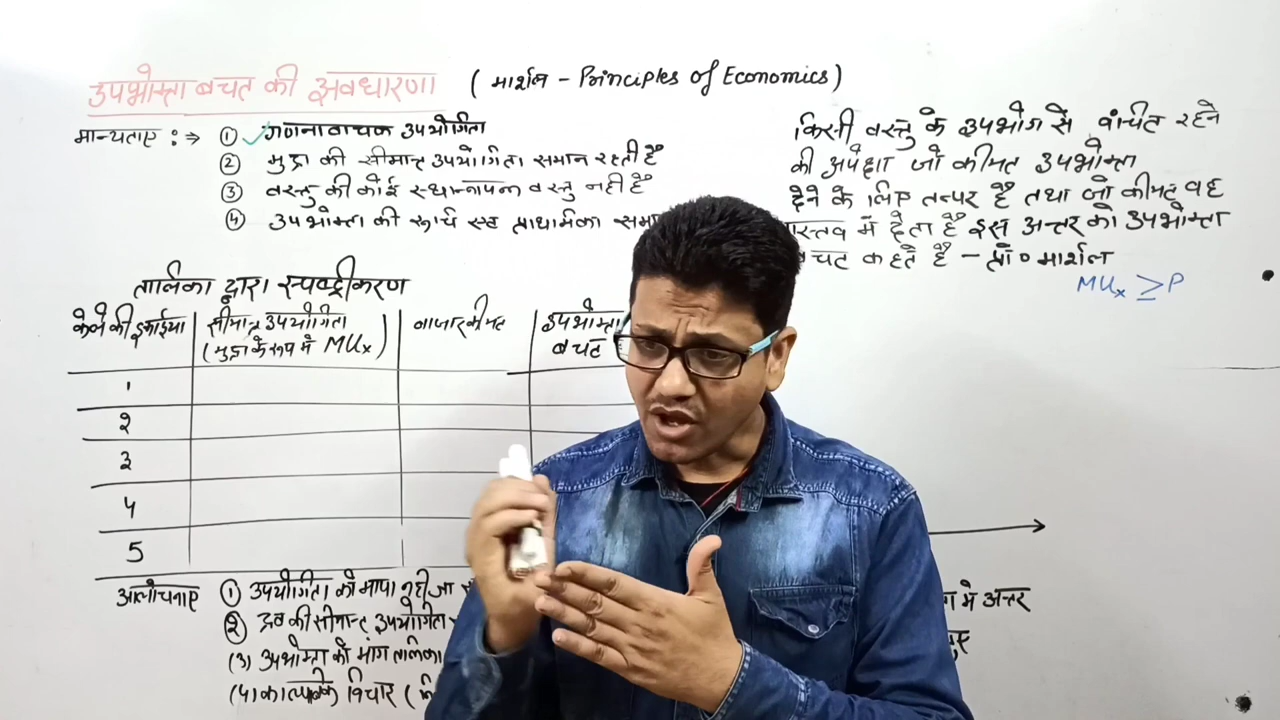 उपभोक्ता बचत की अवधारणा (मार्शल - Principles of Economics)
मान्यताएं :⇒ ① गणनावाचक उपयोगिता
② मुद्रा की सीमान्त उपयोगिता समान रहती है
③ वस्तु की कोई स्थानापन्न वस्तु नही है
④ उपभोक्ता की रूचि एवं प्राथमिकता
किसी वस्तु के उपभोग से वंचित रहने
की अपेक्षा जो कीमत उपभोक्ता
देने के लिए तत्पर है तथा जो कीमत वह
में देता है इस अन्तर को उपभोक्ता
कहते है - प्रो॰ मार्शल
MUx ≥ P
तालिका द्वारा स्पष्टीकरण
केले की इकाईया
सीमान्त उपयोगिता
(मुद्रा के रूप में MUx)
बाजार कीमत
उपभोक्ता
बचत
1
2
3
4
5
आलोचनाएं ① उपयोगिता को मापा नही जा
② द्रव की सीमान्त उपयोगिता
(3) उपभोक्ता की मांग तालिका
(4) काल्पनिक विचार (
मे अन्तर